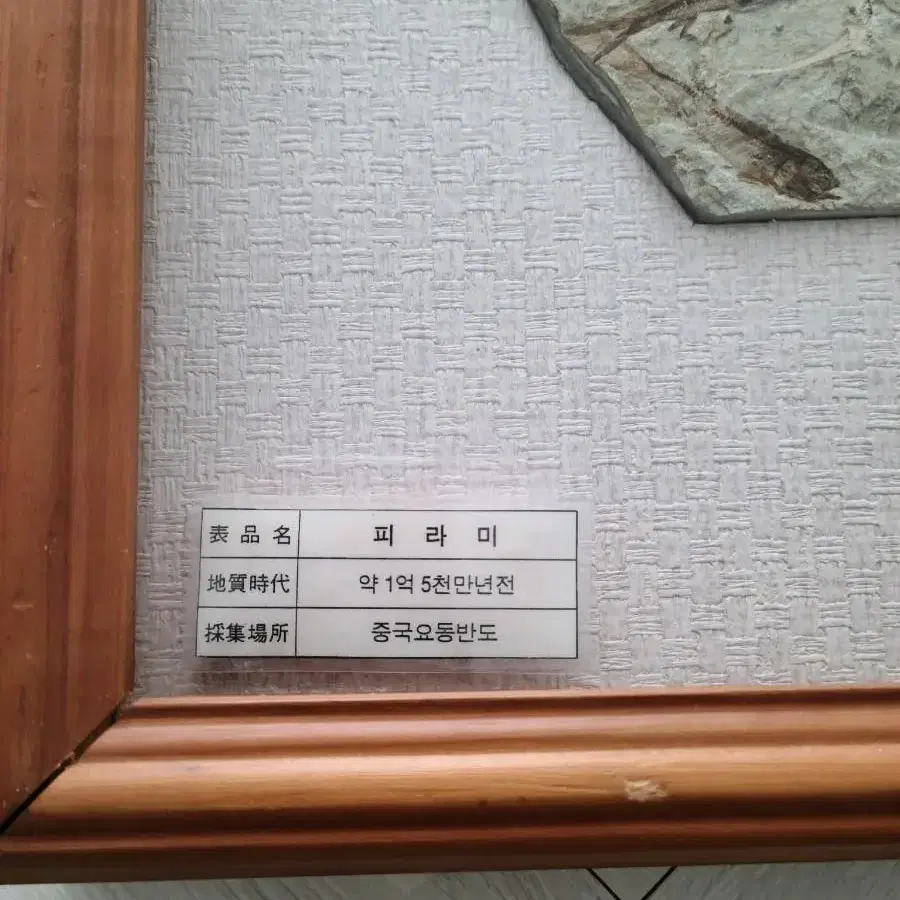 表品名 피라미
地質時代 약 1억 5천만년전
採集場所 중국요동반도